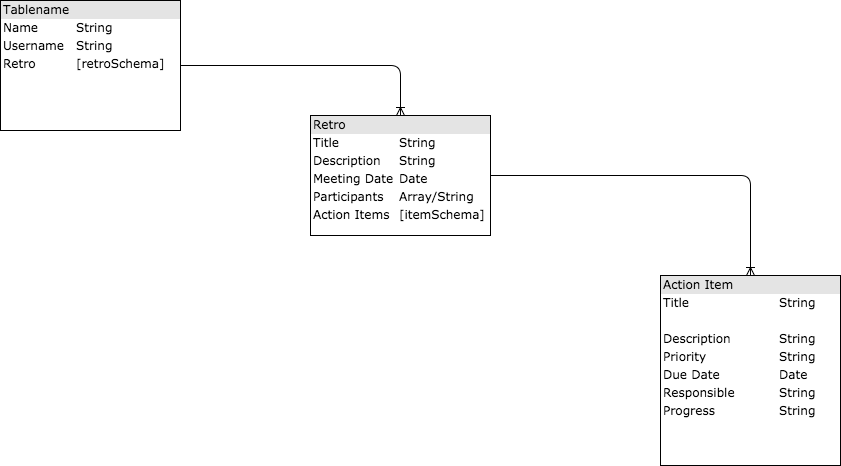 Tablename
Name String
Username String
Retro [retroSchema]
Retro
Title String
Description String
Meeting Date Date
Participants Array/String
Action Items [itemSchema]
Action Item
Title String
Description String
Priority String
Due Date Date
Responsible String
Progress String